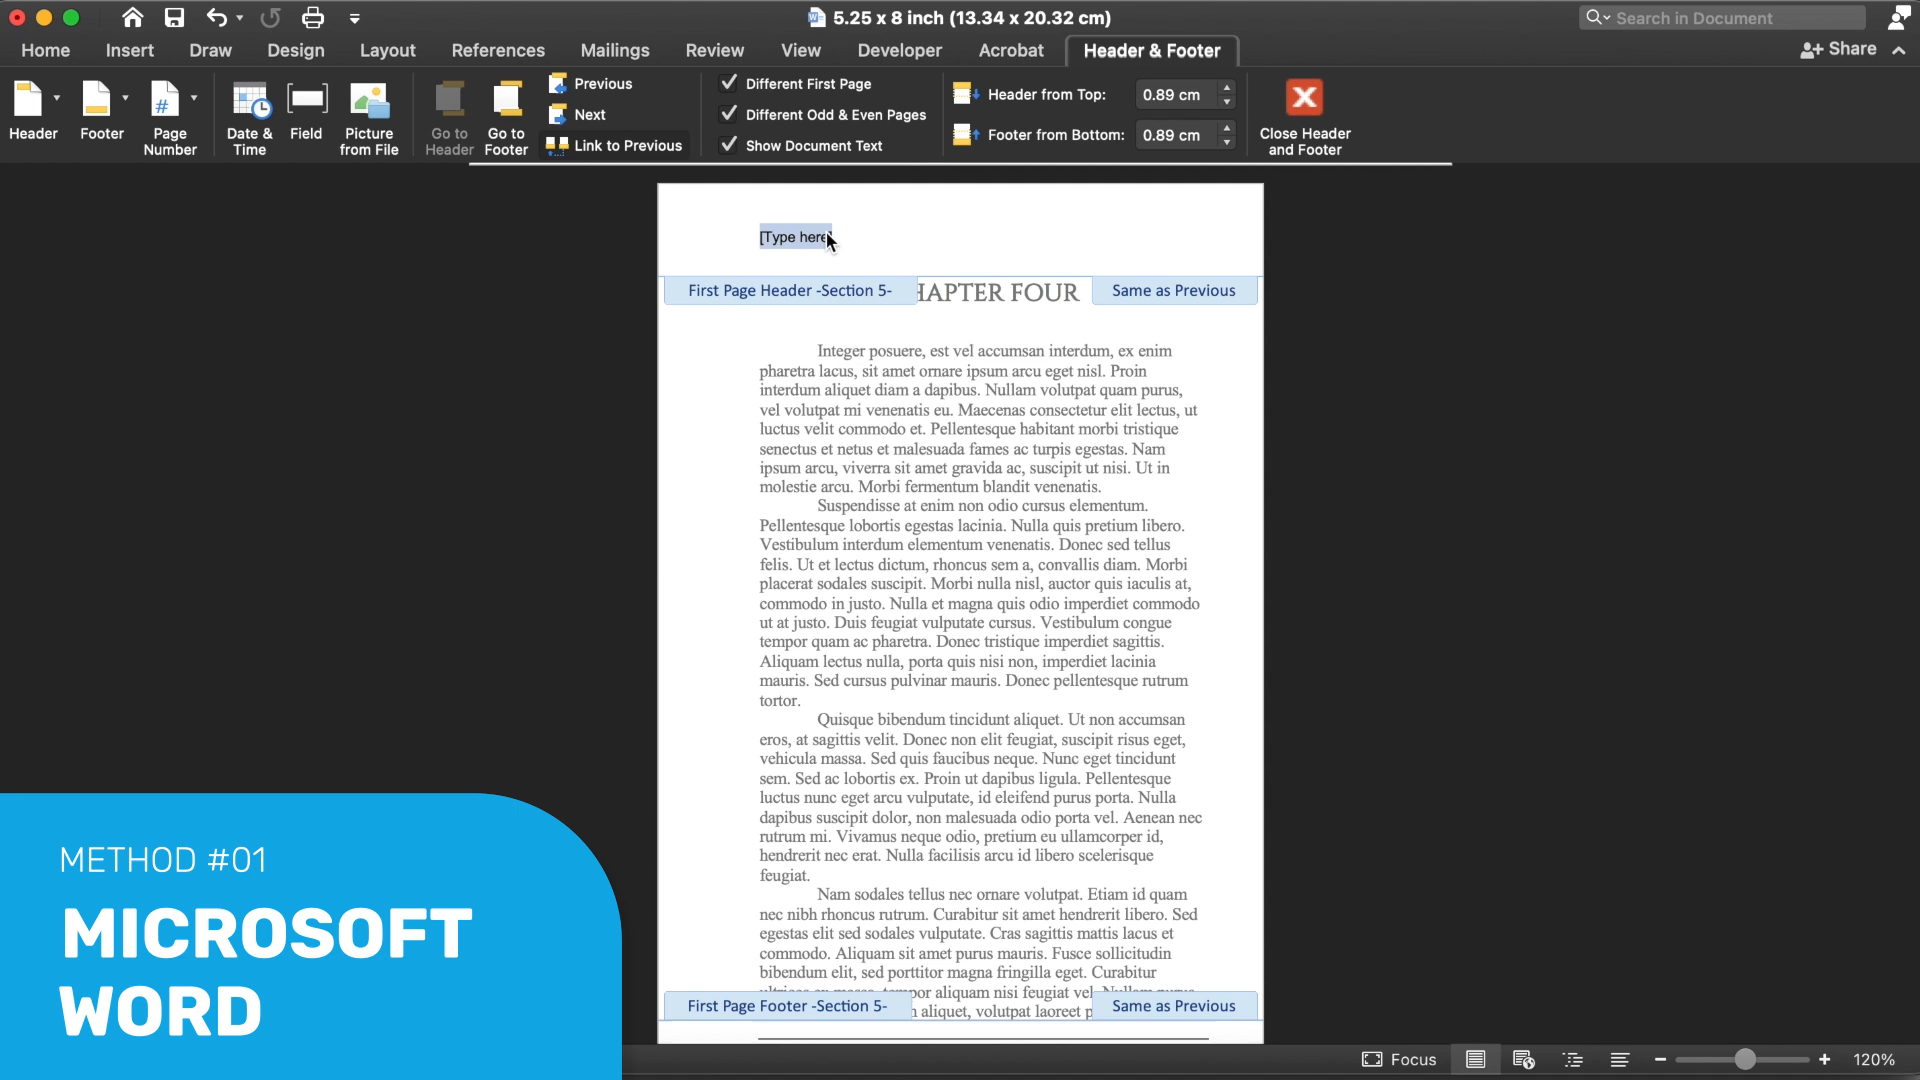 5.25 x 8 inch (13.34 x 20.32 cm)
Search in Document
Home Insert Draw Design Layout References Mailings Review View Developer Acrobat Header & Footer Share
Header Footer Page Number Date & Time Field Picture from File Go to Header Go to Footer
Previous
Next
Link to Previous
Different First Page
Different Odd & Even Pages
Show Document Text
Header from Top: 0.89 cm
Footer from Bottom: 0.89 cm
Close Header and Footer
[Type here]
First Page Header -Section 5- HAPTER FOUR Same as Previous
Integer posuere, est vel accumsan interdum, ex enim
pharetra lacus, sit amet ornare ipsum arcu eget nisl. Proin
interdum aliquet diam a dapibus. Nullam volutpat quam purus,
vel volutpat mi venenatis eu. Maecenas consectetur elit lectus, ut
luctus velit commodo et. Pellentesque habitant morbi tristique
senectus et netus et malesuada fames ac turpis egestas. Nam
ipsum arcu, viverra sit amet gravida ac, suscipit ut nisi. Ut in
molestie arcu. Morbi fermentum blandit venenatis.
Suspendisse at enim non odio cursus elementum.
Pellentesque lobortis egestas lacinia. Nulla quis pretium libero.
Vestibulum interdum elementum venenatis. Donec sed tellus
felis. Ut et lectus dictum, rhoncus sem a, convallis diam. Morbi
placerat sodales suscipit. Morbi nulla nisl, auctor quis iaculis at,
commodo in justo. Nulla et magna quis odio imperdiet commodo
ut at justo. Duis feugiat vulputate cursus. Vestibulum congue
tempor quam ac pharetra. Donec tristique imperdiet sagittis.
Aliquam lectus nulla, porta quis nisi non, imperdiet lacinia
mauris. Sed cursus pulvinar mauris. Donec pellentesque rutrum
tortor.
Quisque bibendum tincidunt aliquet. Ut non accumsan
eros, at sagittis velit. Donec non elit feugiat, suscipit risus eget,
vehicula massa. Sed quis faucibus neque. Nunc eget tincidunt
sem. Sed ac lobortis ex. Proin ut dapibus ligula. Pellentesque
luctus nunc eget arcu vulputate, id eleifend purus porta. Nulla
dapibus suscipit dolor, non malesuada odio porta vel. Aenean nec
rutrum mi. Vivamus neque odio, pretium eu ullamcorper id,
hendrerit nec erat. Nulla facilisis arcu id libero scelerisque
feugiat.
Nam sodales tellus nec ornare volutpat. Etiam id quam
nec nibh rhoncus rutrum. Curabitur sit amet hendrerit libero. Sed
egestas elit sed sodales vulputate. Cras sagittis mattis lacus et
commodo. Aliquam sit amet purus mauris. Fusce sollicitudin
bibendum elit, sed porttitor magna fringilla eget. Curabitur
aliquam nisi feugiat
First Page Footer -Section 5- aliquet, volutpat laoreet Same as Previous
METHOD #01
MICROSOFT
WORD
Focus 120%